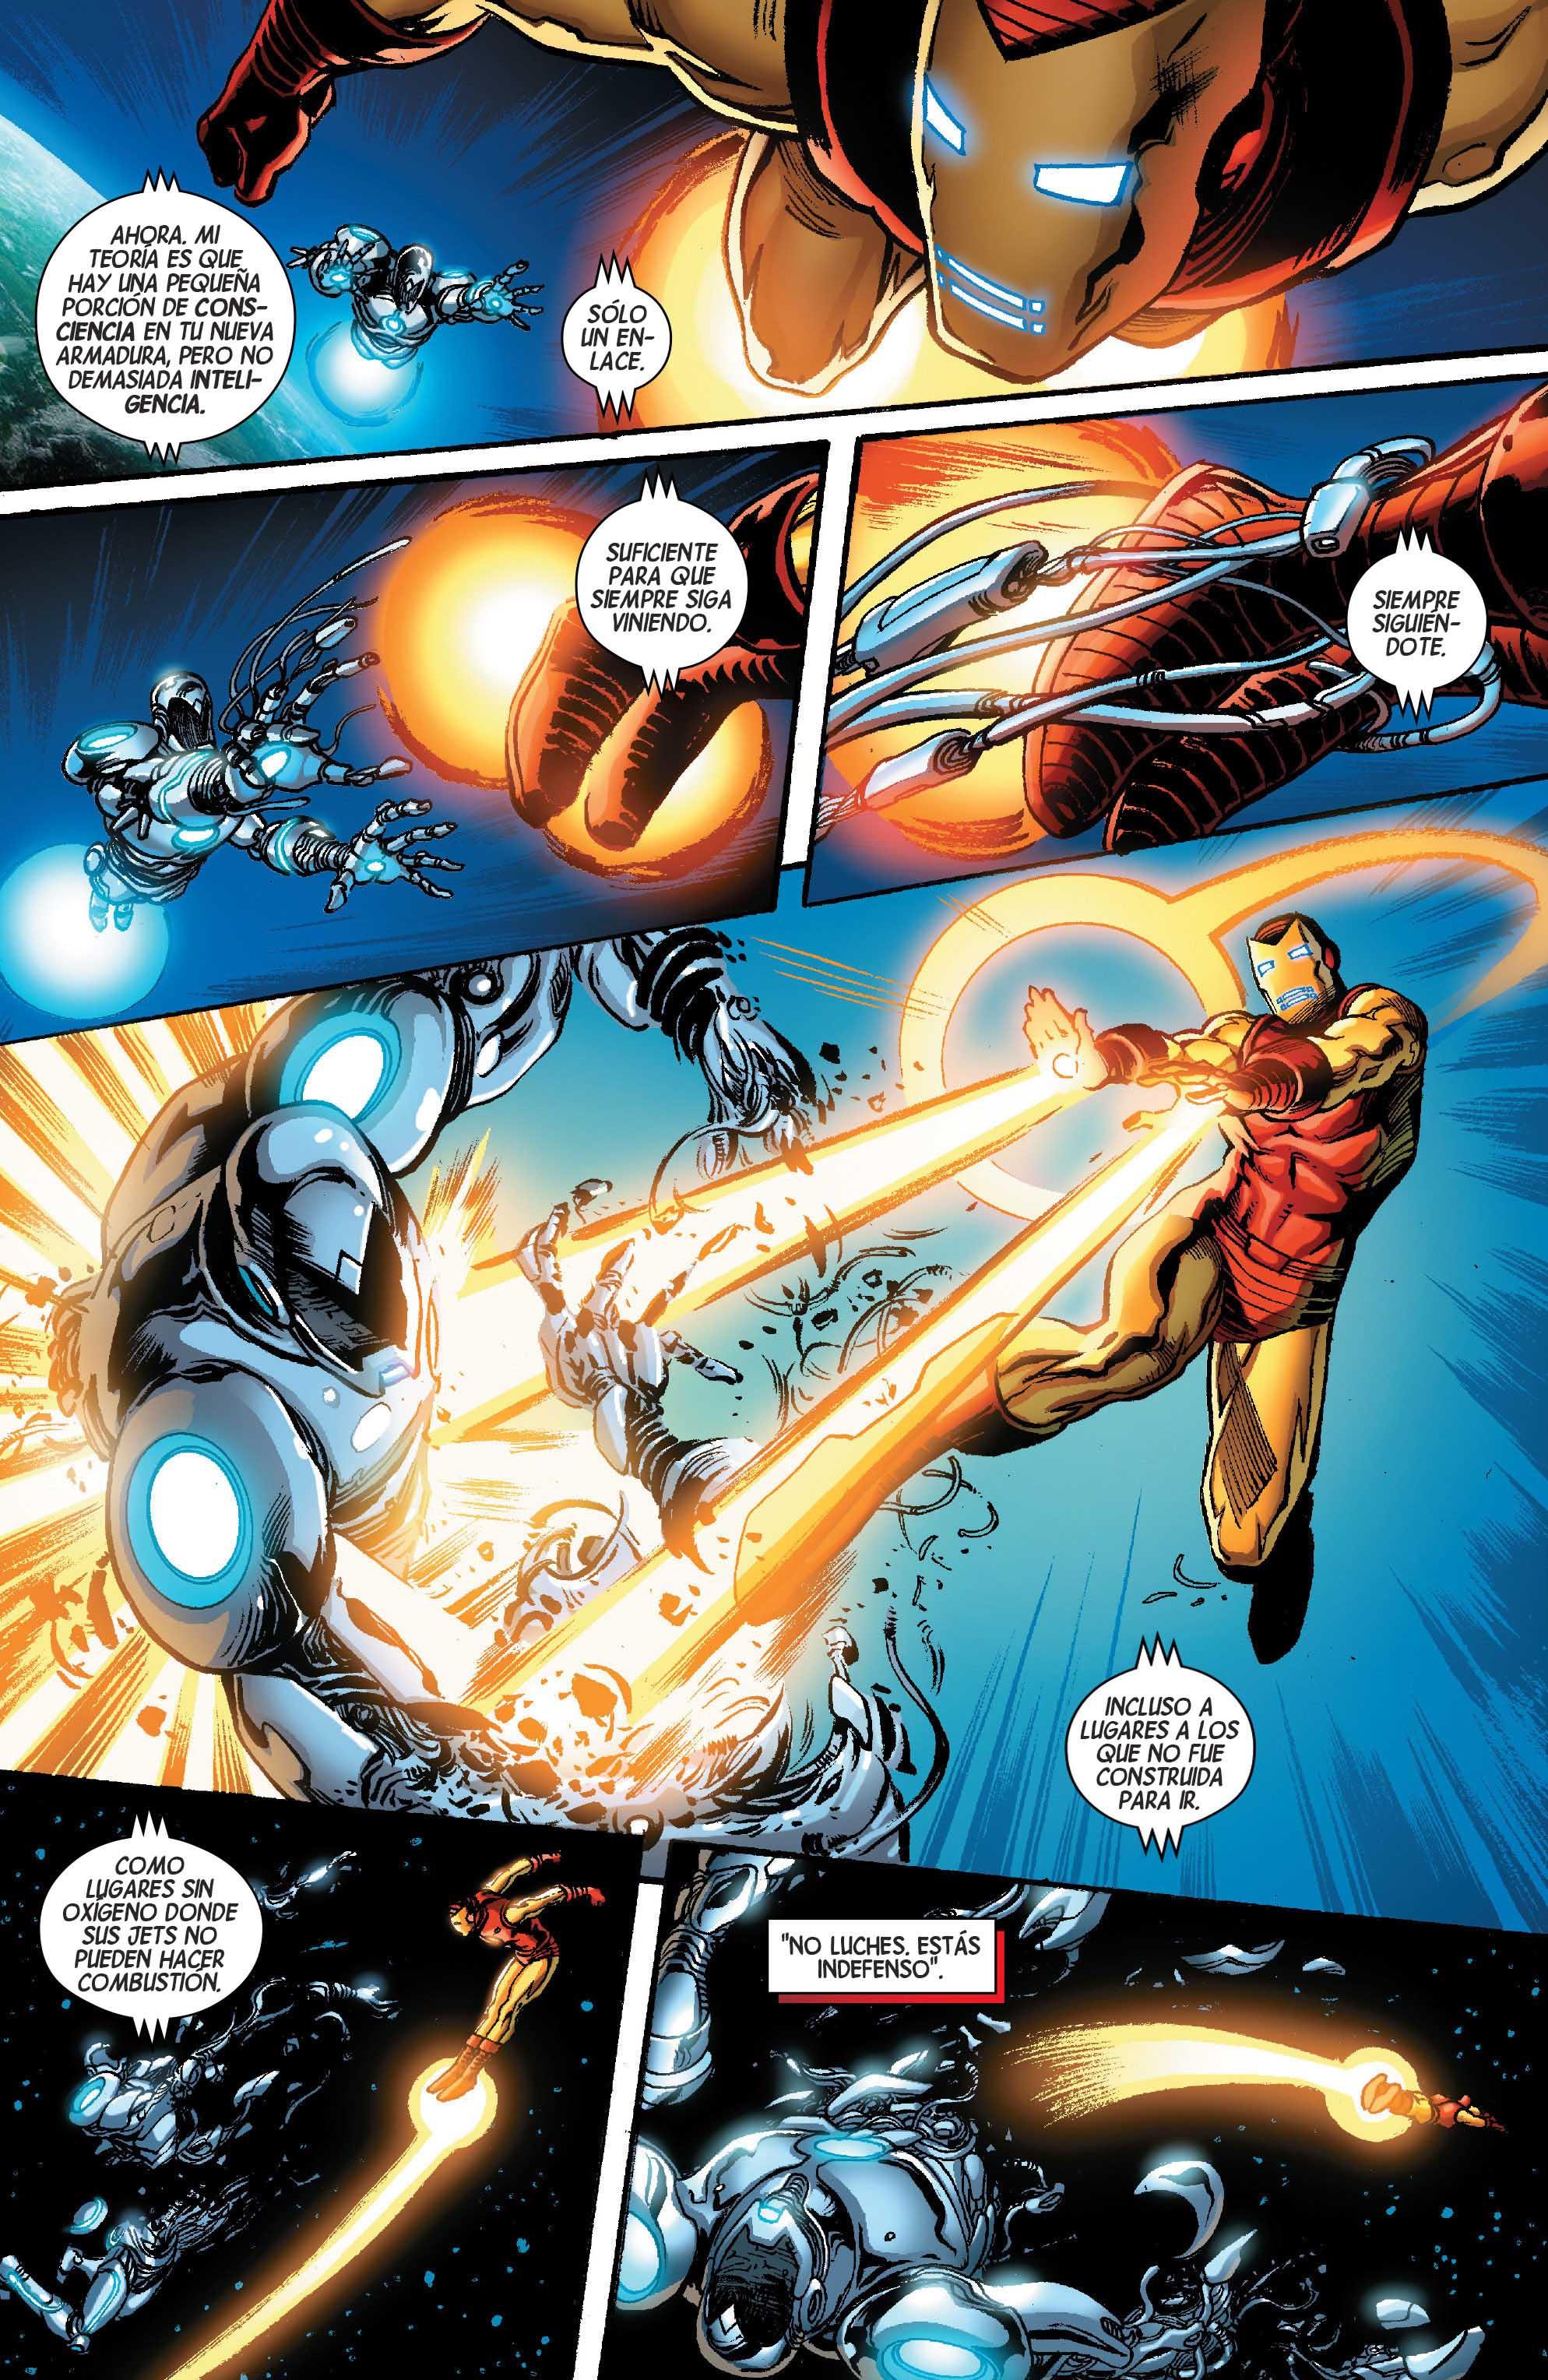 AHORA, MI
TEORÍA ES QUE
HAY UNA PEQUEÑA
PORCIÓN DE CONS-
CIENCIA EN TU NUEVA
ARMADURA, PERO NO
DEMASIADA INTELI-
GENCIA.
SÓLO
UN EN-
LACE.
SUFICIENTE
PARA QUE
SIEMPRE SIGA
VINIENDO.
SIEMPRE
SIGUIÉN-
DOTE.
INCLUSO A
LUGARES A LOS
QUE NO FUE
CONSTRUIDA
PARA IR.
COMO
LUGARES SIN
OXÍGENO DONDE
SUS JETS NO
PUEDEN HACER
COMBUSTIÓN.
"NO LUCHES. ESTÁS
INDEFENSO".